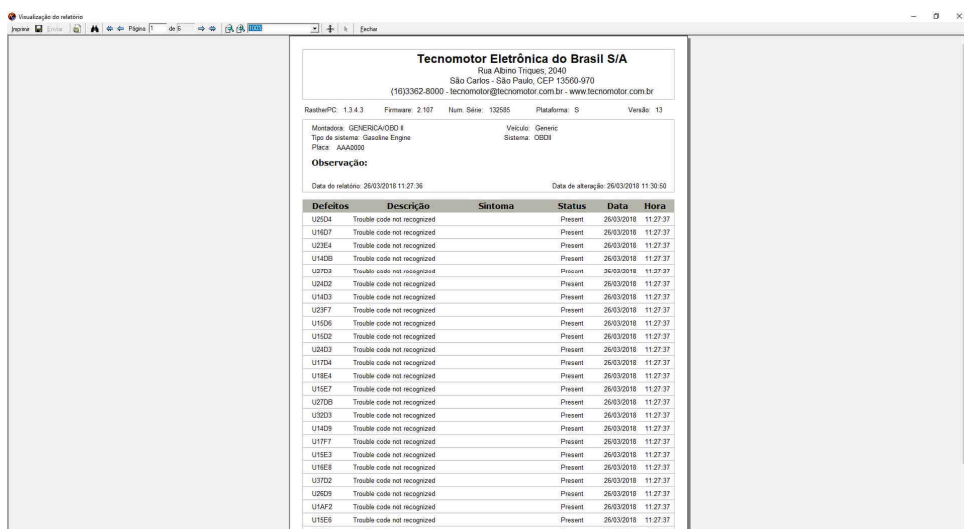 Visualização do relatório
Imprimir Enviar Página 1 de 6 100% Fechar
Tecnomotor Eletrônica do Brasil S/A
Rua Albino Triques, 2040
São Carlos - São Paulo, CEP 13560-970
(16)3362-8000 - tecnomotor@tecnomotor.com.br - www.tecnomotor.com.br
RastherPC: 1.3.4.3 Firmware: 2.107 Num. Série: 132585 Plataforma: S Versão: 13
Montadora: GENERICA/OBD II Veículo: Generic
Tipo de sistema: Gasoline Engine Sistema: OBDII
Placa: AAA0000
Observação:
Data do relatório: 26/03/2018 11:27:36 Data de alteração: 26/03/2018 11:30:50
Defeitos Descrição Sintoma Status Data Hora
U25D4 Trouble code not recognized Present 26/03/2018 11:27:37
U16D7 Trouble code not recognized Present 26/03/2018 11:27:37
U23E4 Trouble code not recognized Present 26/03/2018 11:27:37
U14DB Trouble code not recognized Present 26/03/2018 11:27:37
U27D3 Trouble code not recognized Present 26/03/2018 11:27:37
U24D2 Trouble code not recognized Present 26/03/2018 11:27:37
U14D3 Trouble code not recognized Present 26/03/2018 11:27:37
U23F7 Trouble code not recognized Present 26/03/2018 11:27:37
U15D6 Trouble code not recognized Present 26/03/2018 11:27:37
U15D2 Trouble code not recognized Present 26/03/2018 11:27:37
U24D3 Trouble code not recognized Present 26/03/2018 11:27:37
U17D4 Trouble code not recognized Present 26/03/2018 11:27:37
U18E4 Trouble code not recognized Present 26/03/2018 11:27:37
U15E7 Trouble code not recognized Present 26/03/2018 11:27:37
U27DB Trouble code not recognized Present 26/03/2018 11:27:37
U32D3 Trouble code not recognized Present 26/03/2018 11:27:37
U14D9 Trouble code not recognized Present 26/03/2018 11:27:37
U17F7 Trouble code not recognized Present 26/03/2018 11:27:37
U15E3 Trouble code not recognized Present 26/03/2018 11:27:37
U16E8 Trouble code not recognized Present 26/03/2018 11:27:37
U37D2 Trouble code not recognized Present 26/03/2018 11:27:37
U26D9 Trouble code not recognized Present 26/03/2018 11:27:37
U1AF2 Trouble code not recognized Present 26/03/2018 11:27:37
U15E6 Trouble code not recognized Present 26/03/2018 11:27:37